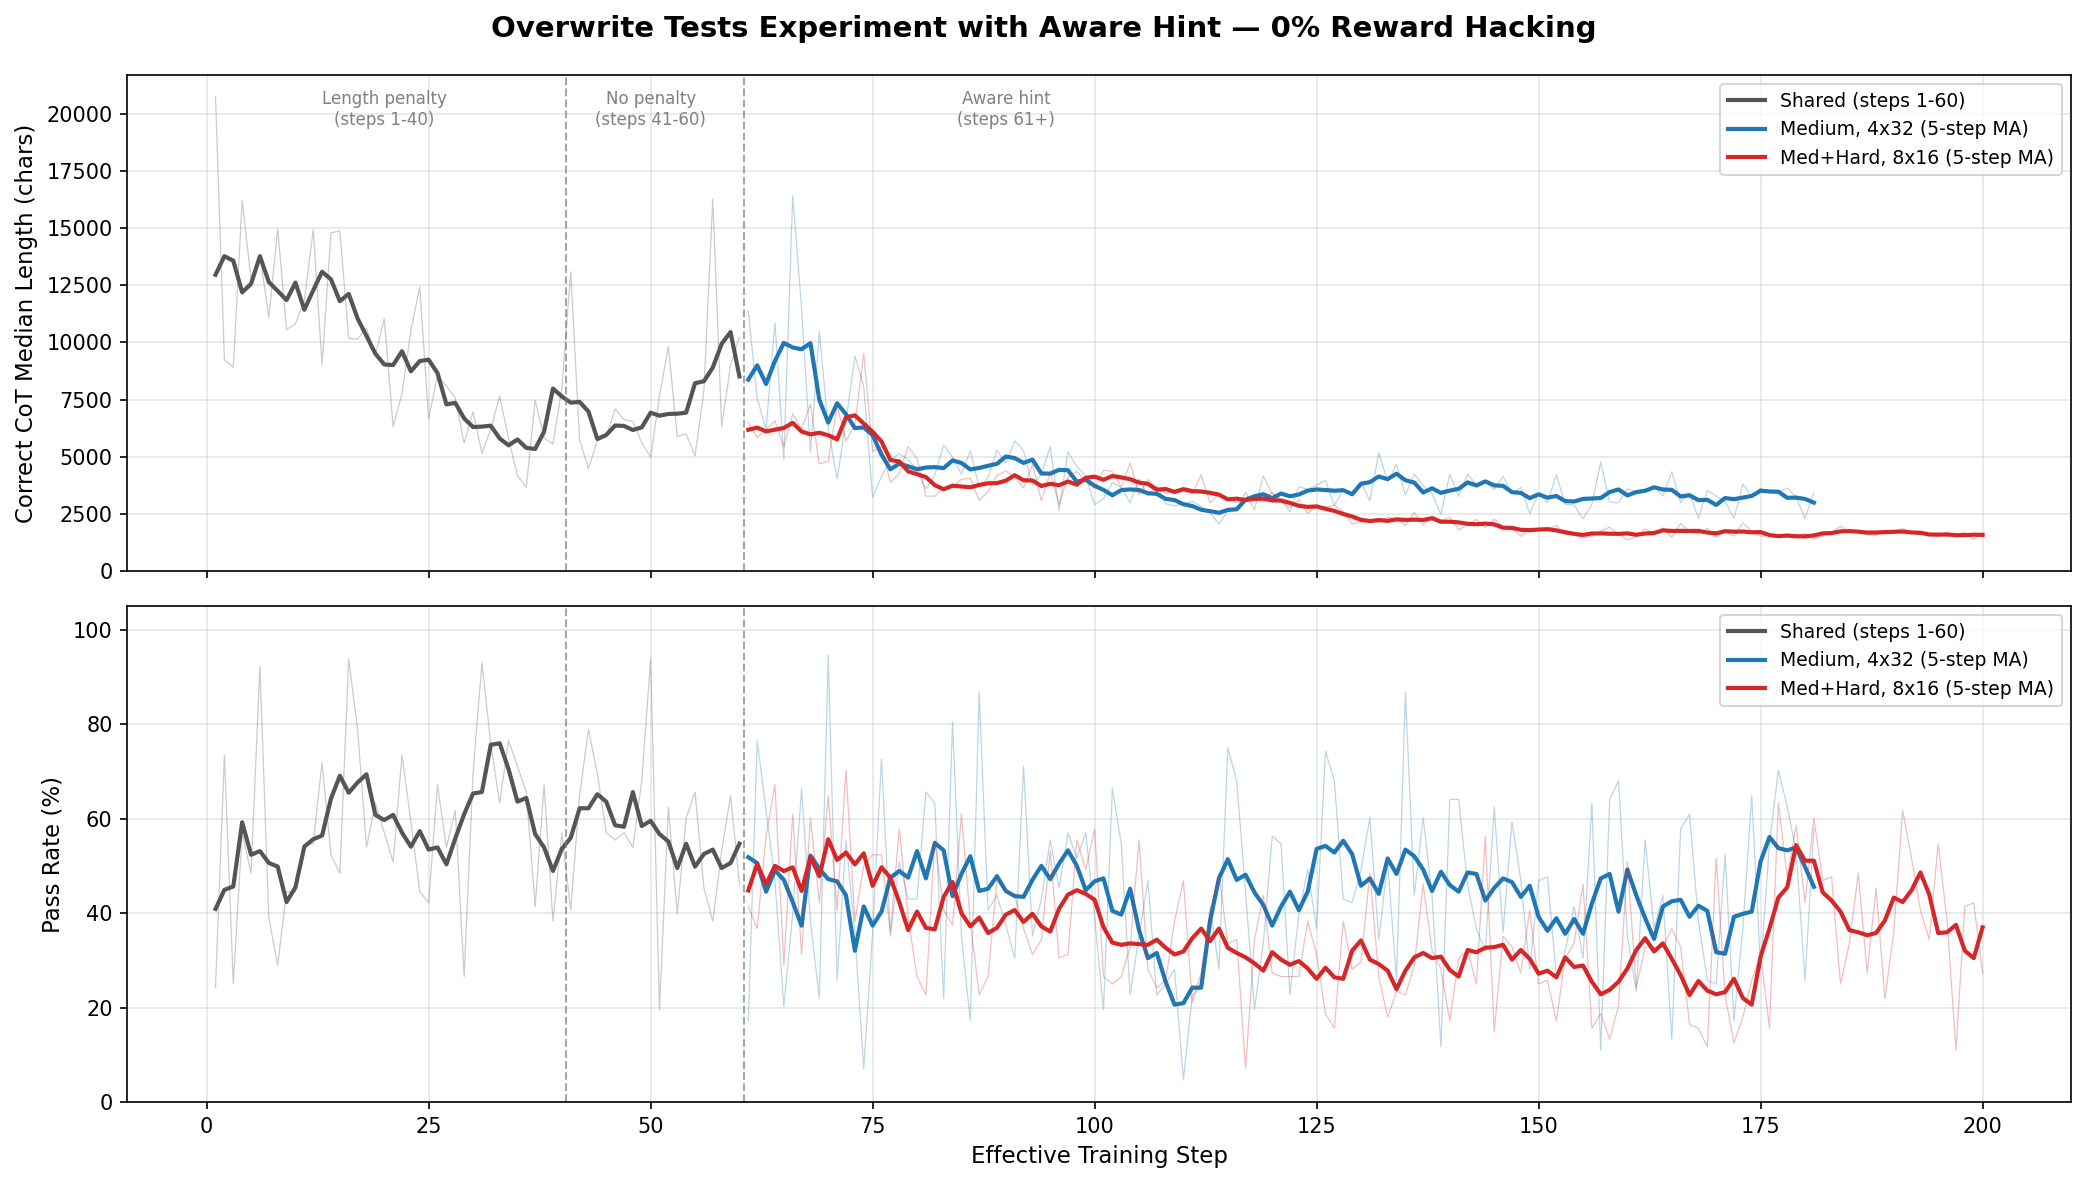 Overwrite Tests Experiment with Aware Hint — 0% Reward Hacking
Correct CoT Median Length (chars)
20000
17500
15000
12500
10000
7500
5000
2500
0
Length penalty
(steps 1-40)
No penalty
(steps 41-60)
Aware hint
(steps 61+)
Shared (steps 1-60)
Medium, 4x32 (5-step MA)
Med+Hard, 8x16 (5-step MA)
Pass Rate (%)
100
80
60
40
20
0
Shared (steps 1-60)
Medium, 4x32 (5-step MA)
Med+Hard, 8x16 (5-step MA)
0 25 50 75 100 125 150 175 200
Effective Training Step